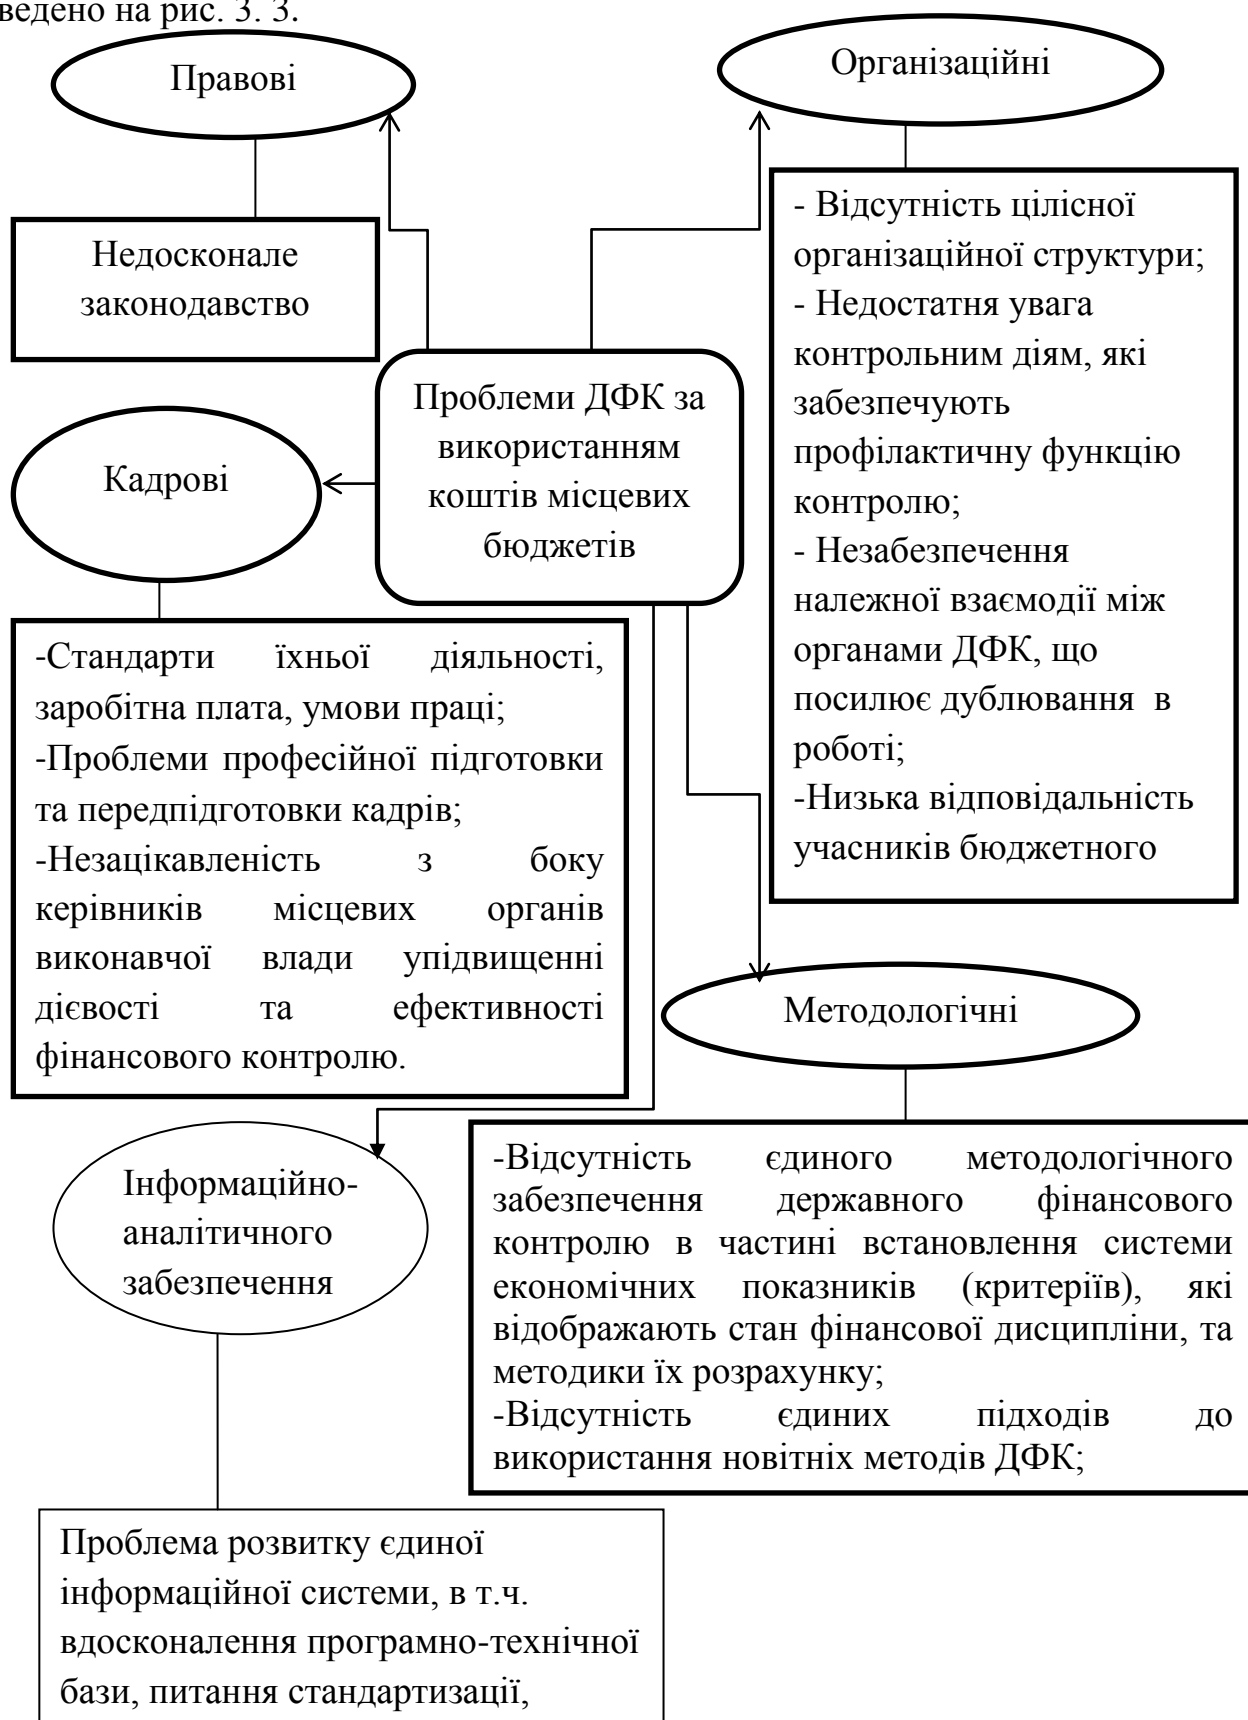 ведено на рис. 3. 3.
Правові
Організаційні
Недосконале
законодавство
- Відсутність цілісної
організаційної структури;
- Недостатня увага
контрольним діям, які
забезпечують
профілактичну функцію
контролю;
- Незабезпечення
належної взаємодії між
органами ДФК, що
посилює дублювання в
роботі;
-Низька відповідальність
учасників бюджетного
Проблеми ДФК за
використанням
коштів місцевих
бюджетів
Кадрові
-Стандарти їхньої діяльності,
заробітна плата, умови праці;
-Проблеми професійної підготовки
та передпідготовки кадрів;
-Незацікавленість з боку
керівників місцевих органів
виконавчої влади упідвищенні
дієвості та ефективності
фінансового контролю.
Методологічні
-Відсутність єдиного методологічного
забезпечення державного фінансового
контролю в частині встановлення системи
економічних показників (критеріїв), які
відображають стан фінансової дисципліни, та
методики їх розрахунку;
-Відсутність єдиних підходів до
використання новітніх методів ДФК;
Інформаційно-
аналітичного
забезпечення
Проблема розвитку єдиної
інформаційної системи, в т.ч.
вдосконалення програмно-технічної
бази, питання стандартизації,